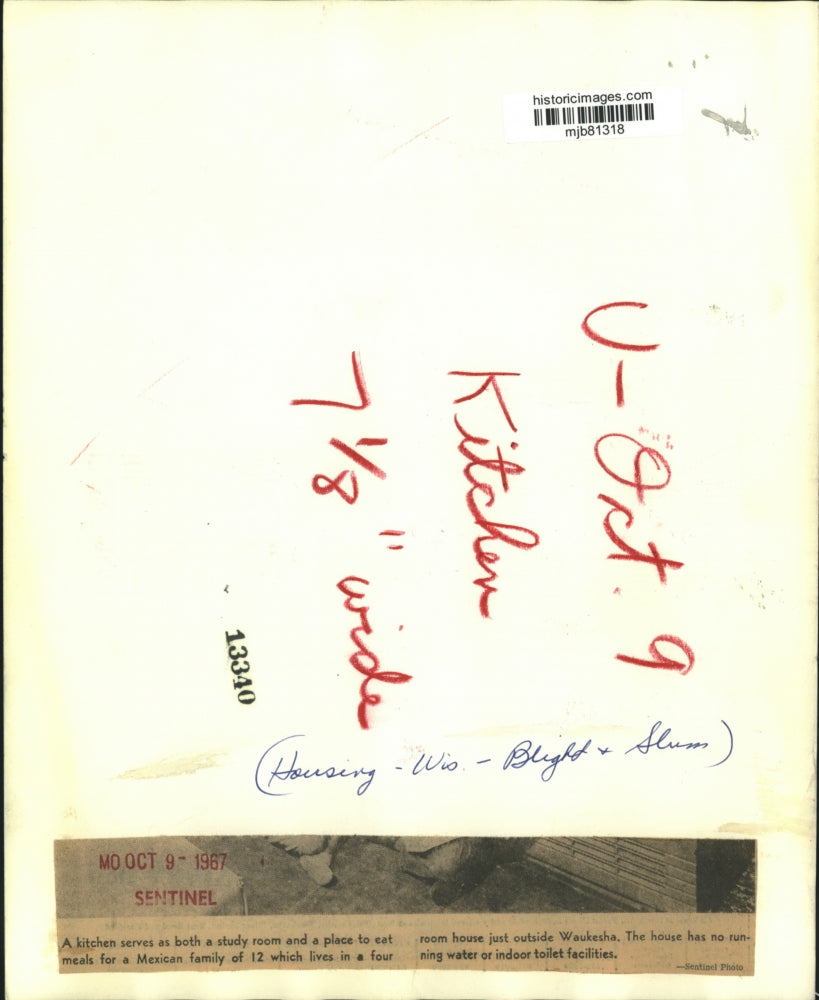 historicimages.com
mjb81318
U- Oct. 9
Kitchen
7 1/8" wide
13340
(Housing - Wis. - Blight + Slum)
MO OCT 9 - 1967
SENTINEL
A kitchen serves as both a study room and a place to eat
meals for a Mexican family of 12 which lives in a four
room house just outside Waukesha. The house has no run-
ning water or indoor toilet facilities.
—Sentinel Photo